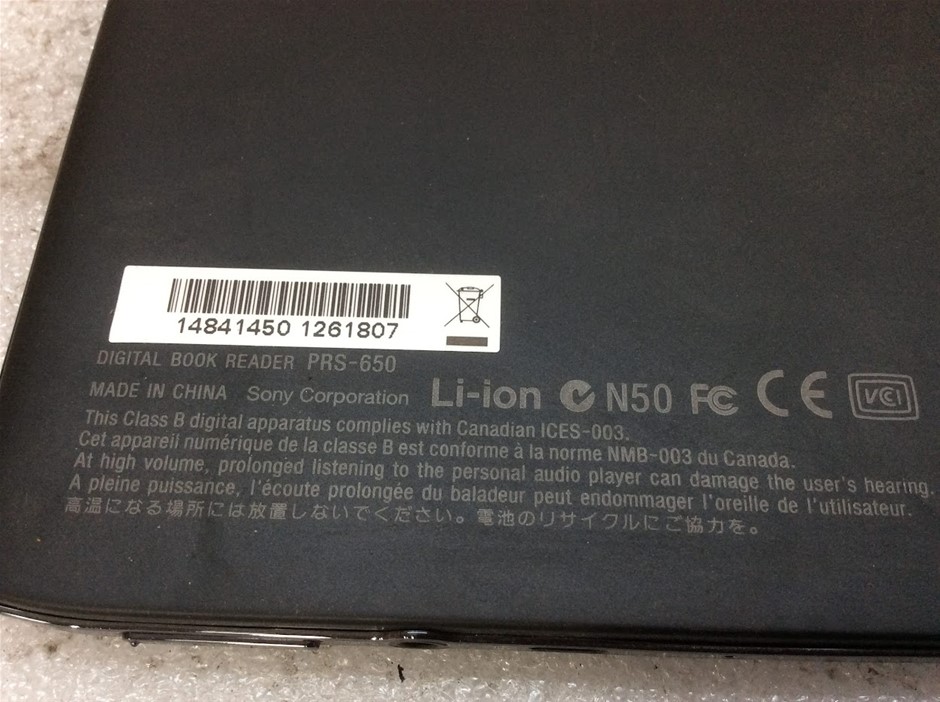 14841450 1261807
DIGITAL BOOK READER PRS-650
MADE IN CHINA Sony Corporation Li-ion N50 FC CE VCI
This Class B digital apparatus complies with Canadian ICES-003.
Cet appareil numérique de la classe B est conforme à la norme NMB-003 du Canada.
At high volume, prolonged listening to the personal audio player can damage the user's hearing.
A pleine puissance, l'écoute prolongée du baladeur peut endommager l'oreille de l'utilisateur.
高温になる場所には放置しないでください。電池のリサイクルにご協力を。